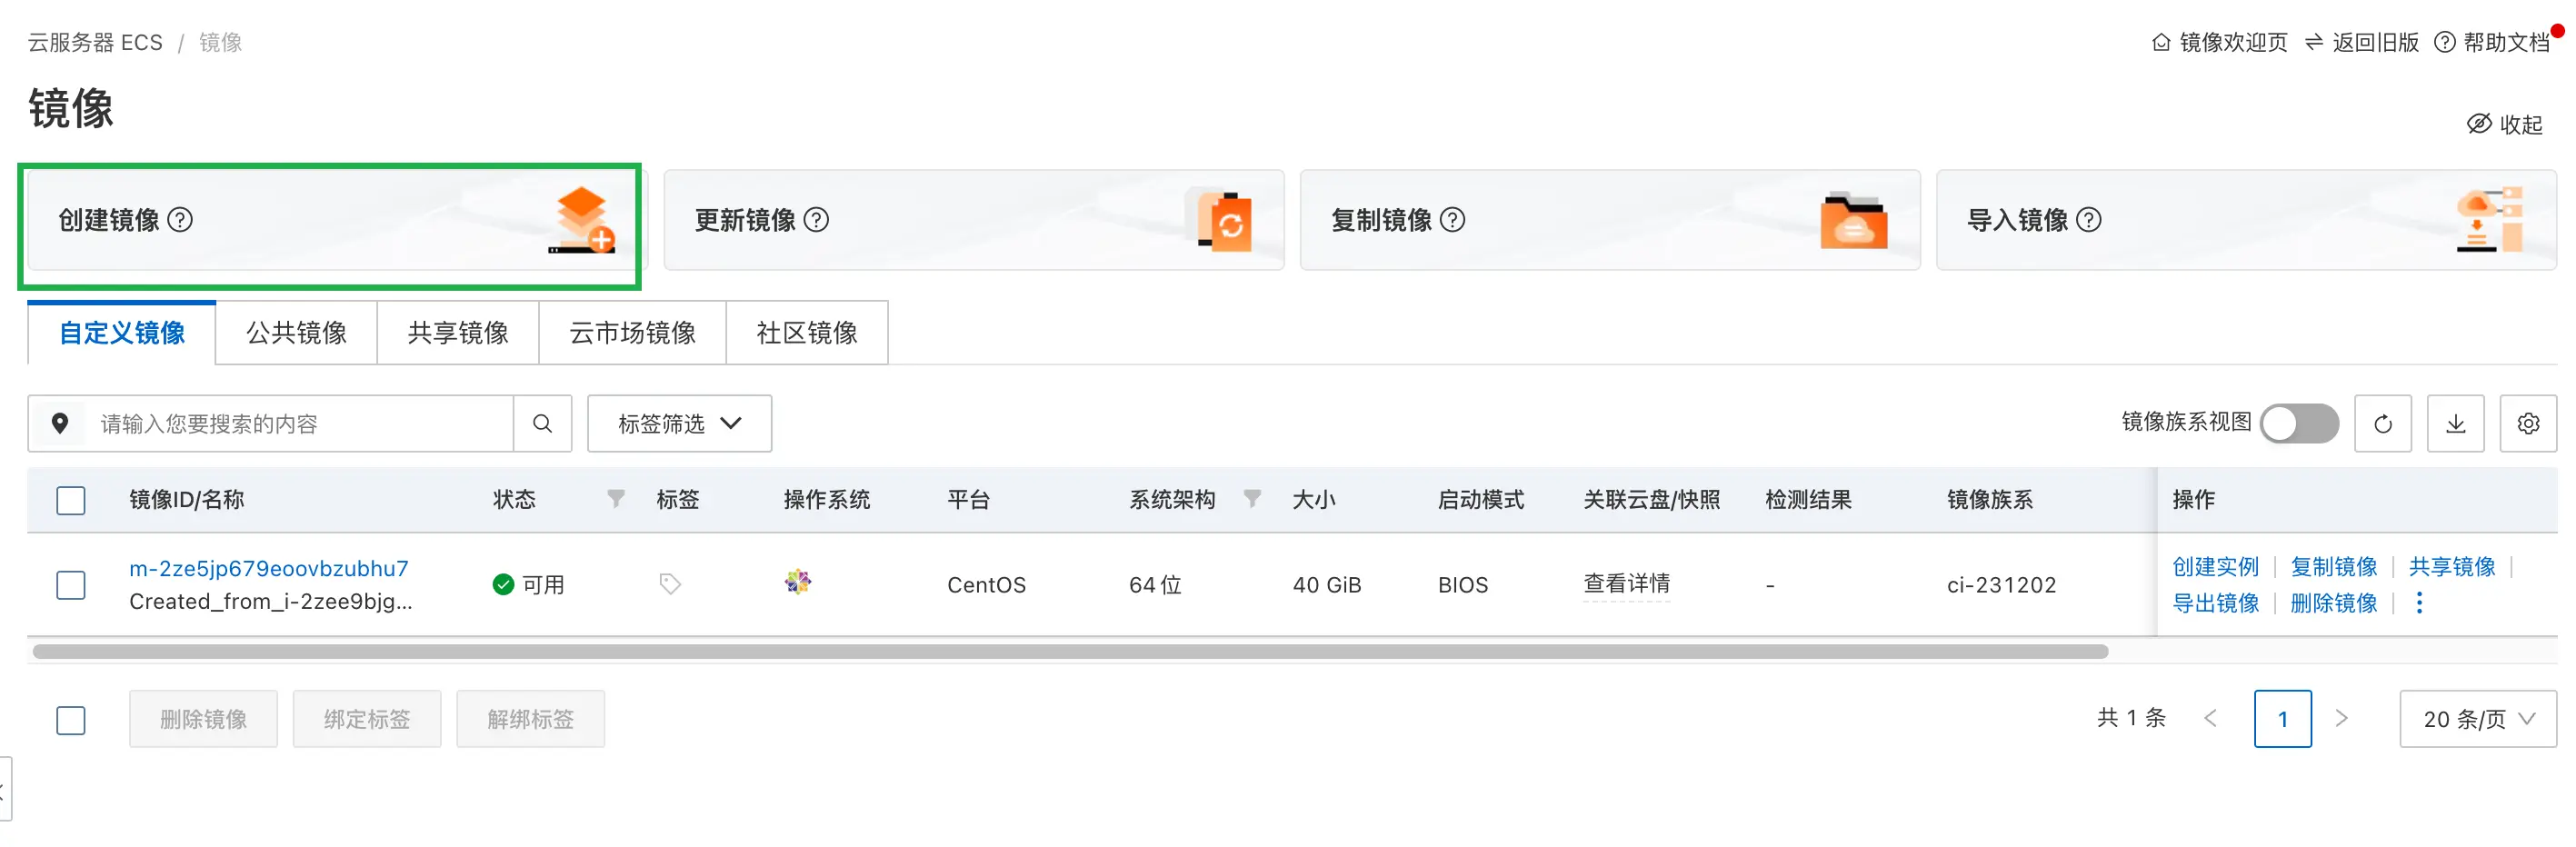 云服务器 ECS / 镜像
镜像欢迎页 返回旧版 帮助文档
镜像
收起
创建镜像 更新镜像 复制镜像 导入镜像
自定义镜像 公共镜像 共享镜像 云市场镜像 社区镜像
请输入您要搜索的内容 标签筛选 镜像族系视图
镜像ID/名称 状态 标签 操作系统 平台 系统架构 大小 启动模式 关联云盘/快照 检测结果 镜像族系 操作
m-2ze5jp679eoovbzubhu7
Created_from_i-2zee9bjg...
可用 CentOS 64 位 40 GiB BIOS 查看详情 - ci-231202
创建实例 复制镜像 共享镜像
导出镜像 删除镜像
删除镜像 绑定标签 解绑标签 共 1 条 1 20 条/页